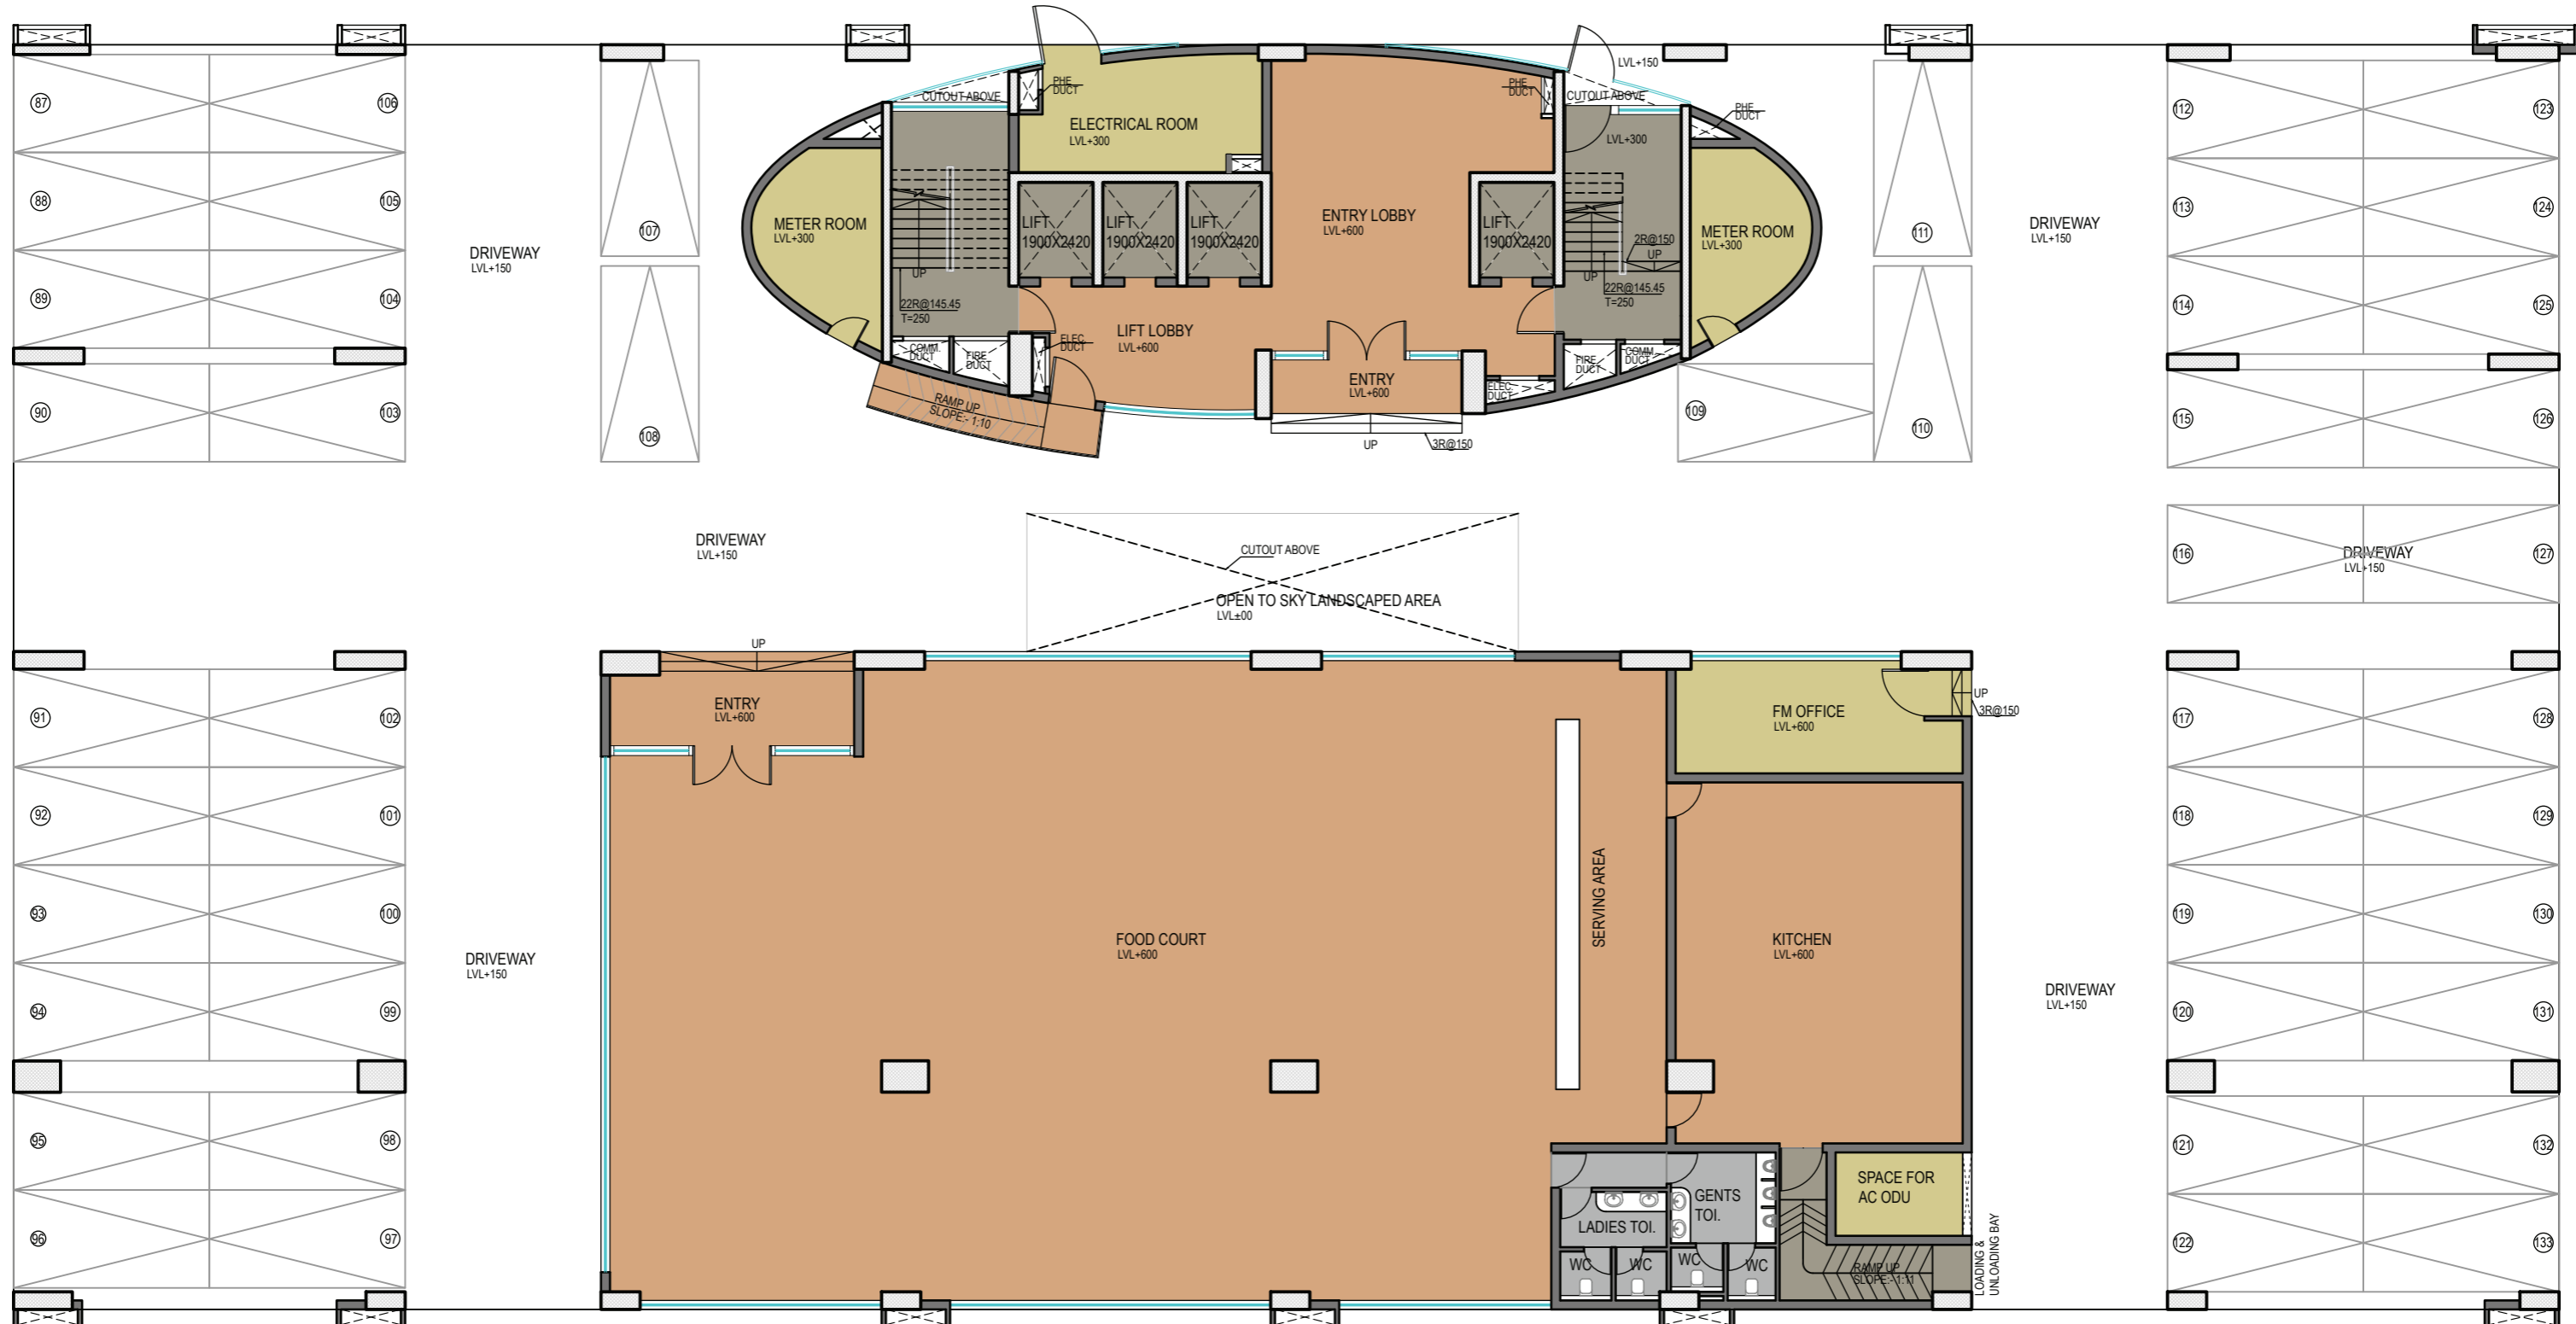 87
106
88
105
89
104
90
103
91
102
92
101
93
100
94
99
95
98
96
97
DRIVEWAY
LVL+150
107
108
DRIVEWAY
LVL+150
DRIVEWAY
LVL+150
METER ROOM
LVL+300
CUTOUT ABOVE
PHE
DUCT
ELECTRICAL ROOM
LVL+300
UP
22R@145.45
T=250
COMM.
DUCT
FIRE
DUCT
ELEC.
DUCT
LIFT
1900X2420
LIFT
1900X2420
LIFT
1900X2420
LIFT LOBBY
LVL+600
RAMP UP
SLOPE:- 1:10
ENTRY LOBBY
LVL+600
ENTRY
LVL+600
UP
3R@150
PHE
DUCT
LIFT
1900X2420
LVL+150
CUTOUT ABOVE
LVL+300
PHE
DUCT
2R@150
UP
UP
22R@145.45
T=250
ELEC.
DUCT
FIRE
DUCT
COMM.
DUCT
METER ROOM
LVL+300
109
110
111
DRIVEWAY
LVL+150
CUTOUT ABOVE
OPEN TO SKY LANDSCAPED AREA
LVL±00
UP
ENTRY
LVL+600
FOOD COURT
LVL+600
SERVING AREA
FM OFFICE
LVL+600
UP
3R@150
KITCHEN
LVL+600
LADIES TOI.
GENTS
TOI.
WC
WC
WC
WC
SPACE FOR
AC ODU
RAMP UP
SLOPE:- 1:11
LOADING &
UNLOADING BAY
DRIVEWAY
LVL+150
112
123
113
124
114
125
115
126
116
DRIVEWAY
LVL+150
127
117
128
118
129
119
130
120
131
121
132
122
133